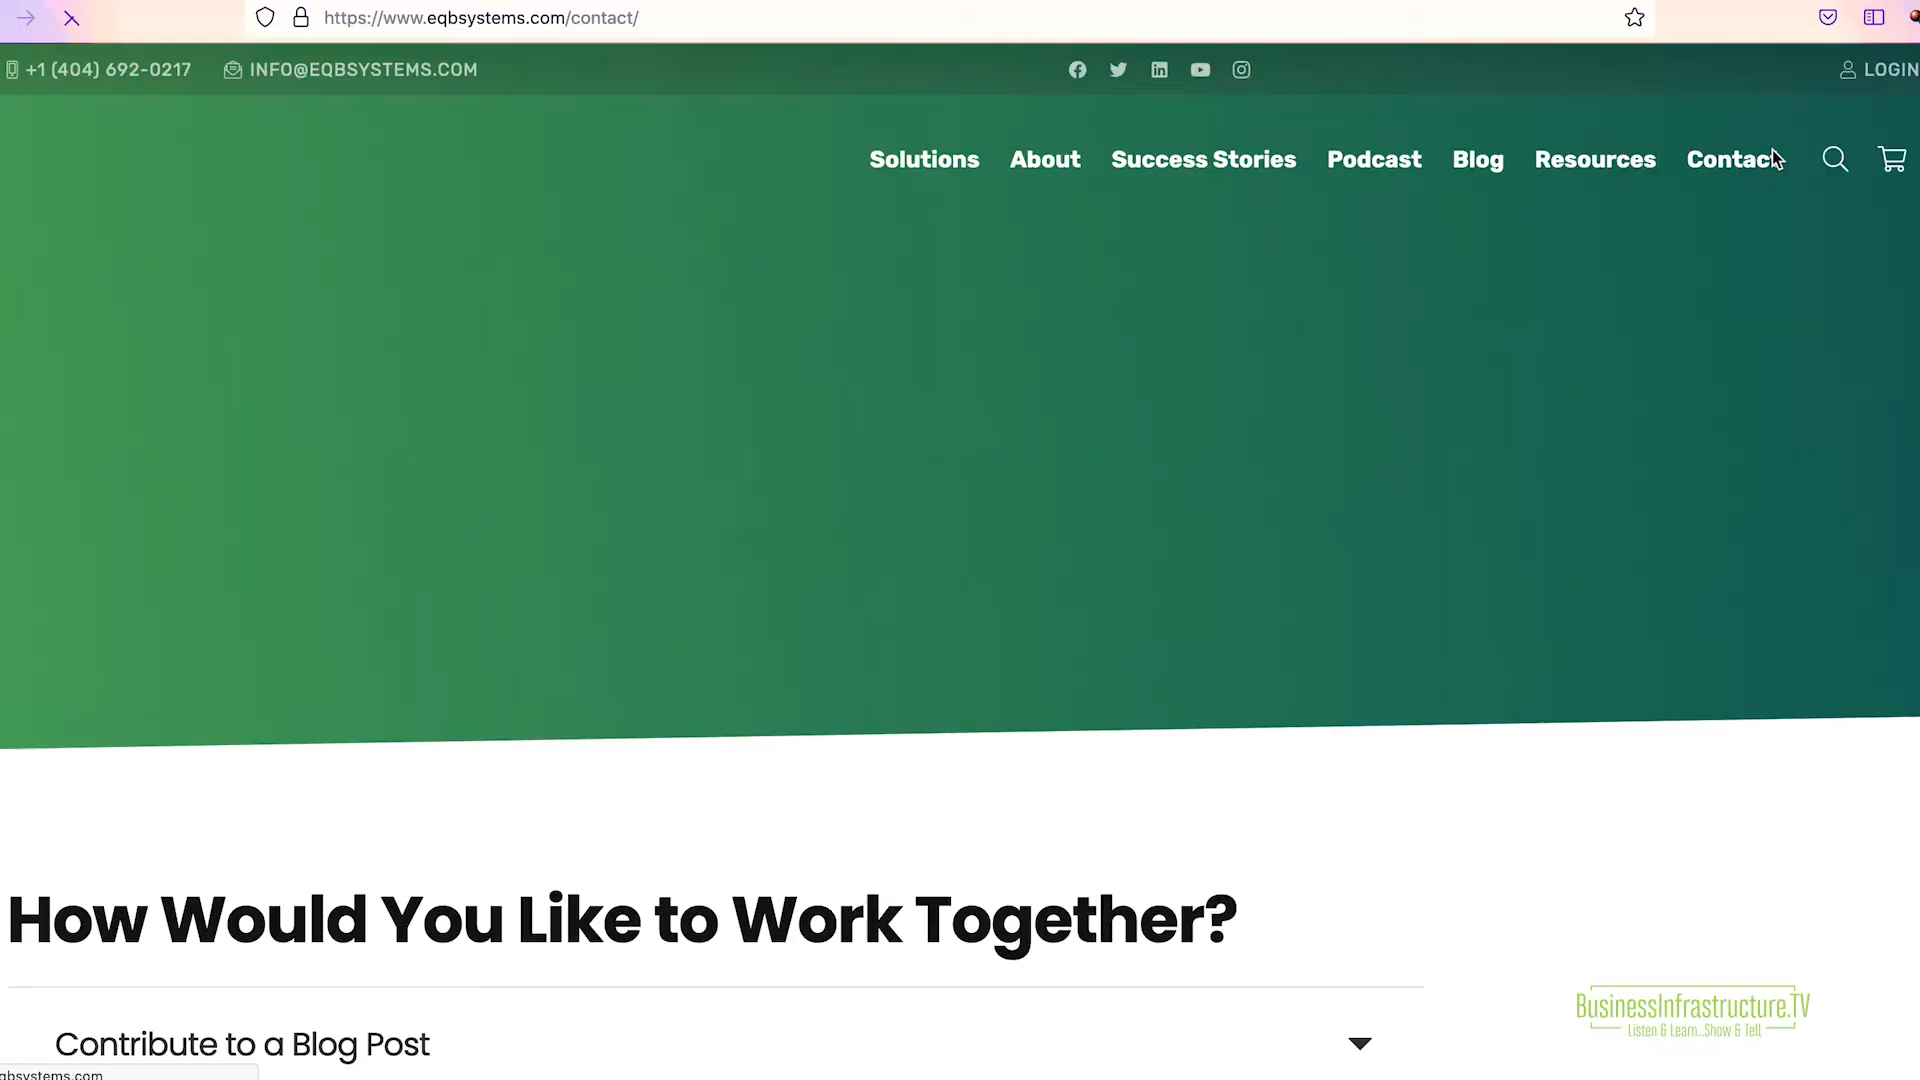 https://www.eqbsystems.com/contact/
+1 (404) 692-0217
INFO@EQBSYSTEMS.COM
LOGIN
Solutions
About
Success Stories
Podcast
Blog
Resources
Contact
How Would You Like to Work Together?
Contribute to a Blog Post
BusinessInfrastructure.TV
Listen & Learn...Show & Tell
qbsystems.com